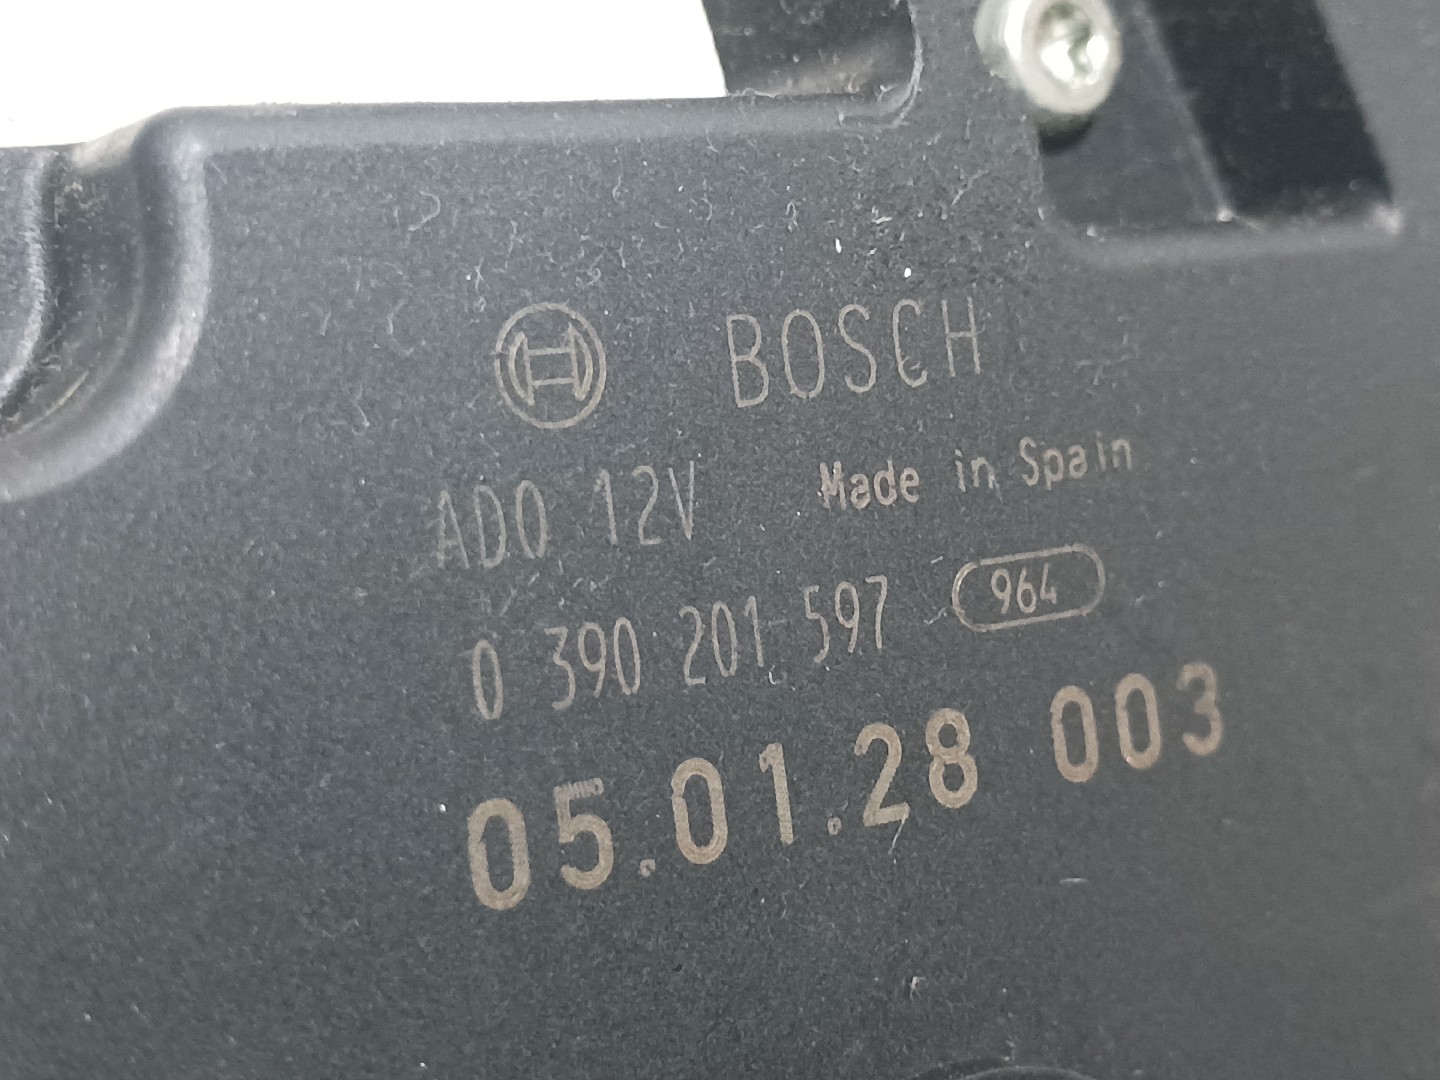 BOSCH
ADO 12V Made in Spain
0 390 201 597 964
05.01.28 003